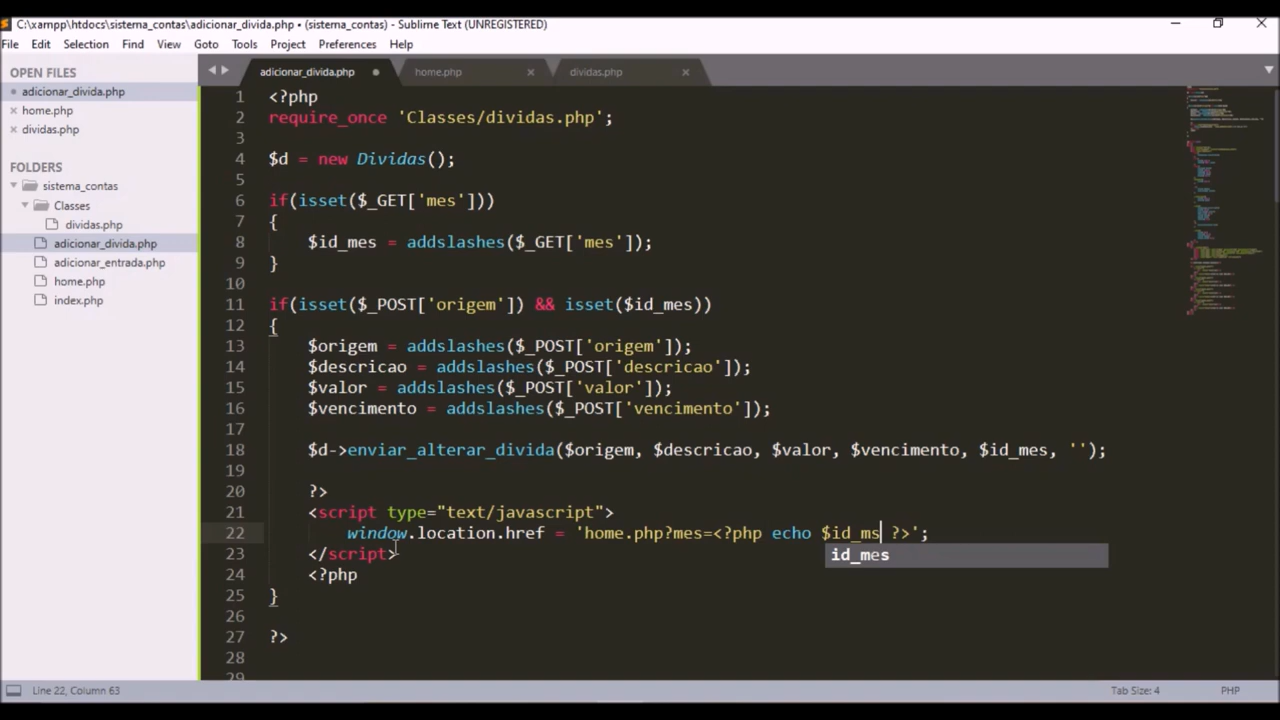 C:\xampp\htdocs\sistema_contas\adicionar_divida.php • (sistema_contas) - Sublime Text (UNREGISTERED)
File Edit Selection Find View Goto Tools Project Preferences Help
OPEN FILES
adicionar_divida.php
home.php
dividas.php
FOLDERS
sistema_contas
Classes
dividas.php
adicionar_divida.php
adicionar_entrada.php
home.php
index.php
adicionar_divida.php home.php dividas.php
1 <?php
2 require_once 'Classes/dividas.php';
3
4 $d = new Dividas();
5
6 if(isset($_GET['mes']))
7 {
8 $id_mes = addslashes($_GET['mes']);
9 }
10
11 if(isset($_POST['origem']) && isset($id_mes))
12 {
13 $origem = addslashes($_POST['origem']);
14 $descricao = addslashes($_POST['descricao']);
15 $valor = addslashes($_POST['valor']);
16 $vencimento = addslashes($_POST['vencimento']);
17
18 $d->enviar_alterar_divida($origem, $descricao, $valor, $vencimento, $id_mes, '');
19
20 ?>
21 <script type="text/javascript">
22 window.location.href = 'home.php?mes=<?php echo $id_ms ?>';
id_mes
23 </script>
24 <?php
25 }
26
27 ?>
28
29
Line 22, Column 63 Tab Size: 4 PHP